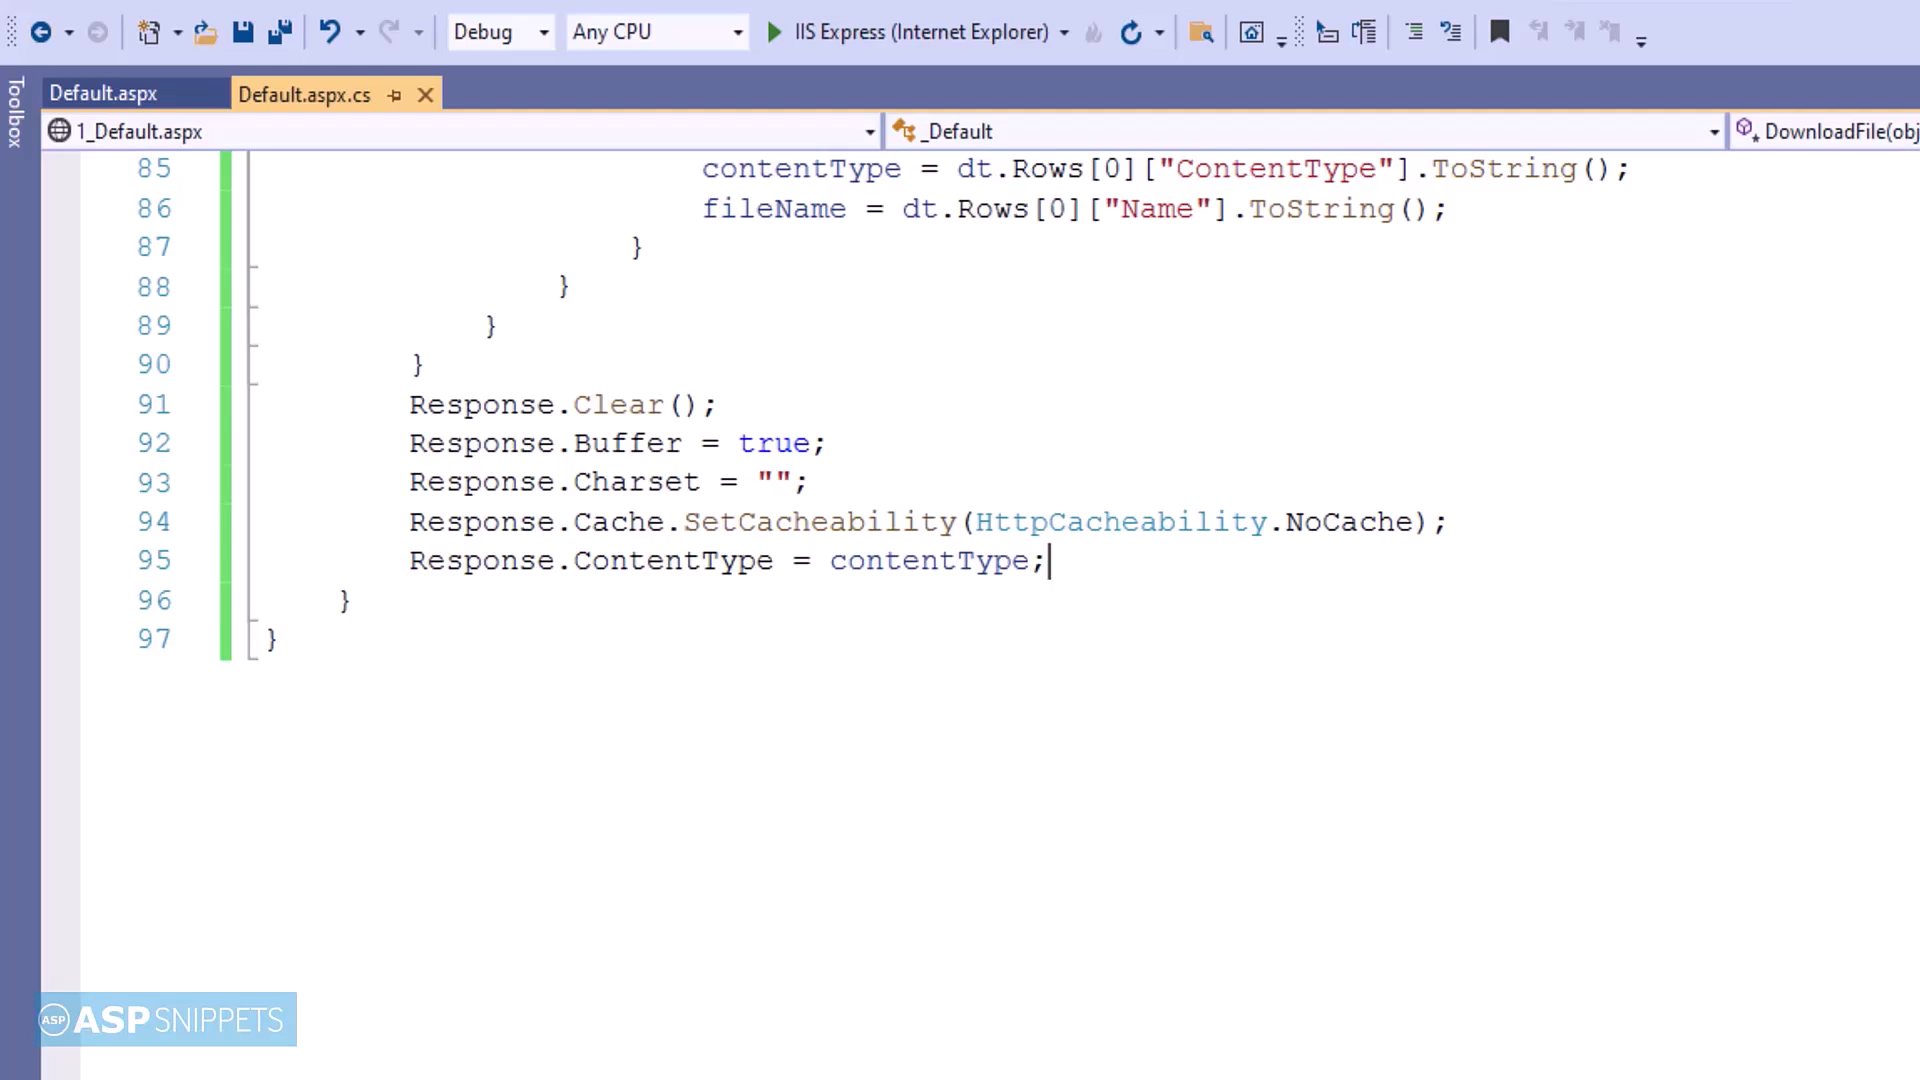 Debug
Any CPU
IIS Express (Internet Explorer)
Toolbox
Default.aspx
Default.aspx.cs
1_Default.aspx
_Default
DownloadFile(obj
85 contentType = dt.Rows[0]["ContentType"].ToString();
86 fileName = dt.Rows[0]["Name"].ToString();
87 }
88 }
89 }
90 }
91 Response.Clear();
92 Response.Buffer = true;
93 Response.Charset = "";
94 Response.Cache.SetCacheability(HttpCacheability.NoCache);
95 Response.ContentType = contentType;
96 }
97 }
ASP ASPSNIPPETS